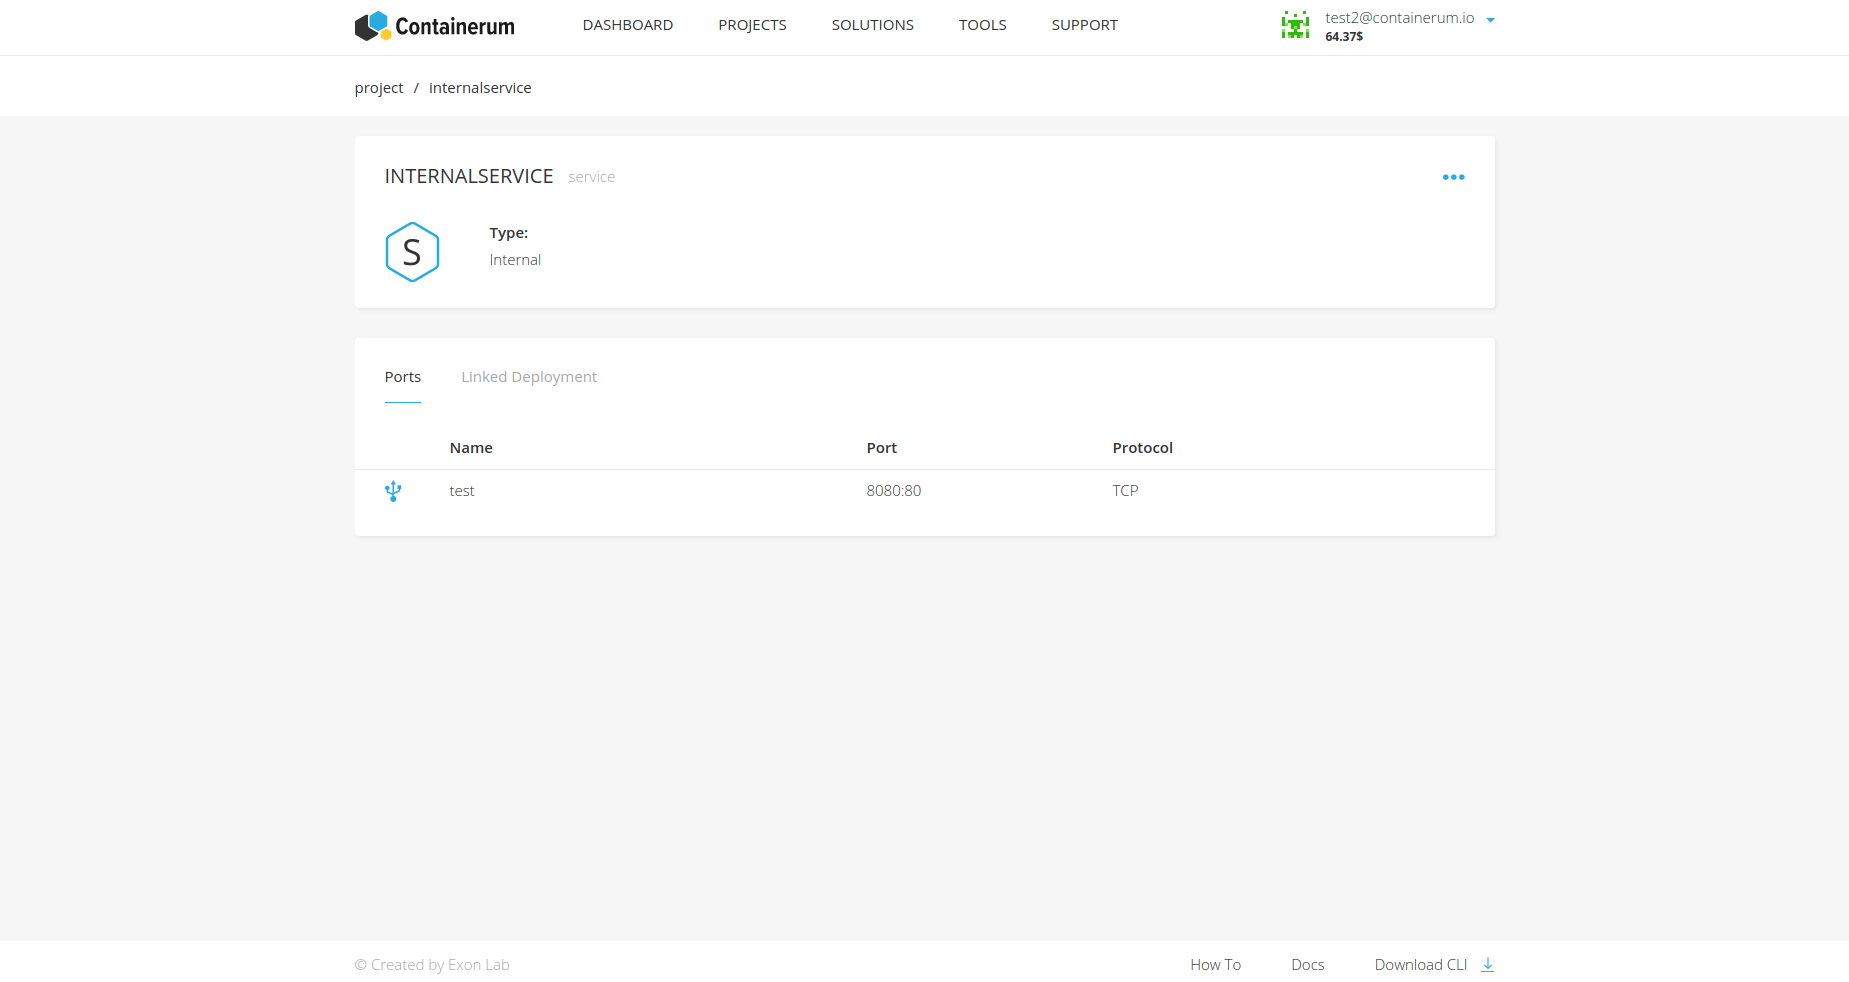 Containerum DASHBOARD PROJECTS SOLUTIONS TOOLS SUPPORT test2@containerum.io
64.37$
project / internalservice
INTERNALSERVICE service
S
Type:
Internal
Ports Linked Deployment
Name Port Protocol
test 8080:80 TCP
© Created by Exon Lab How To Docs Download CLI